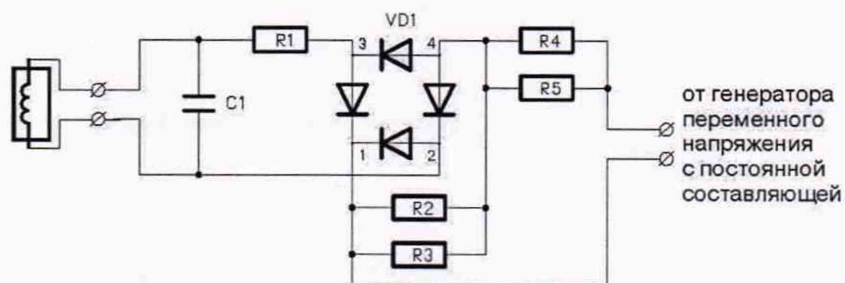 VD1
R1
3
4
R4
R5
C1
1
2
R2
R3
от генератора
переменного
напряжения
с постоянной
составляющей